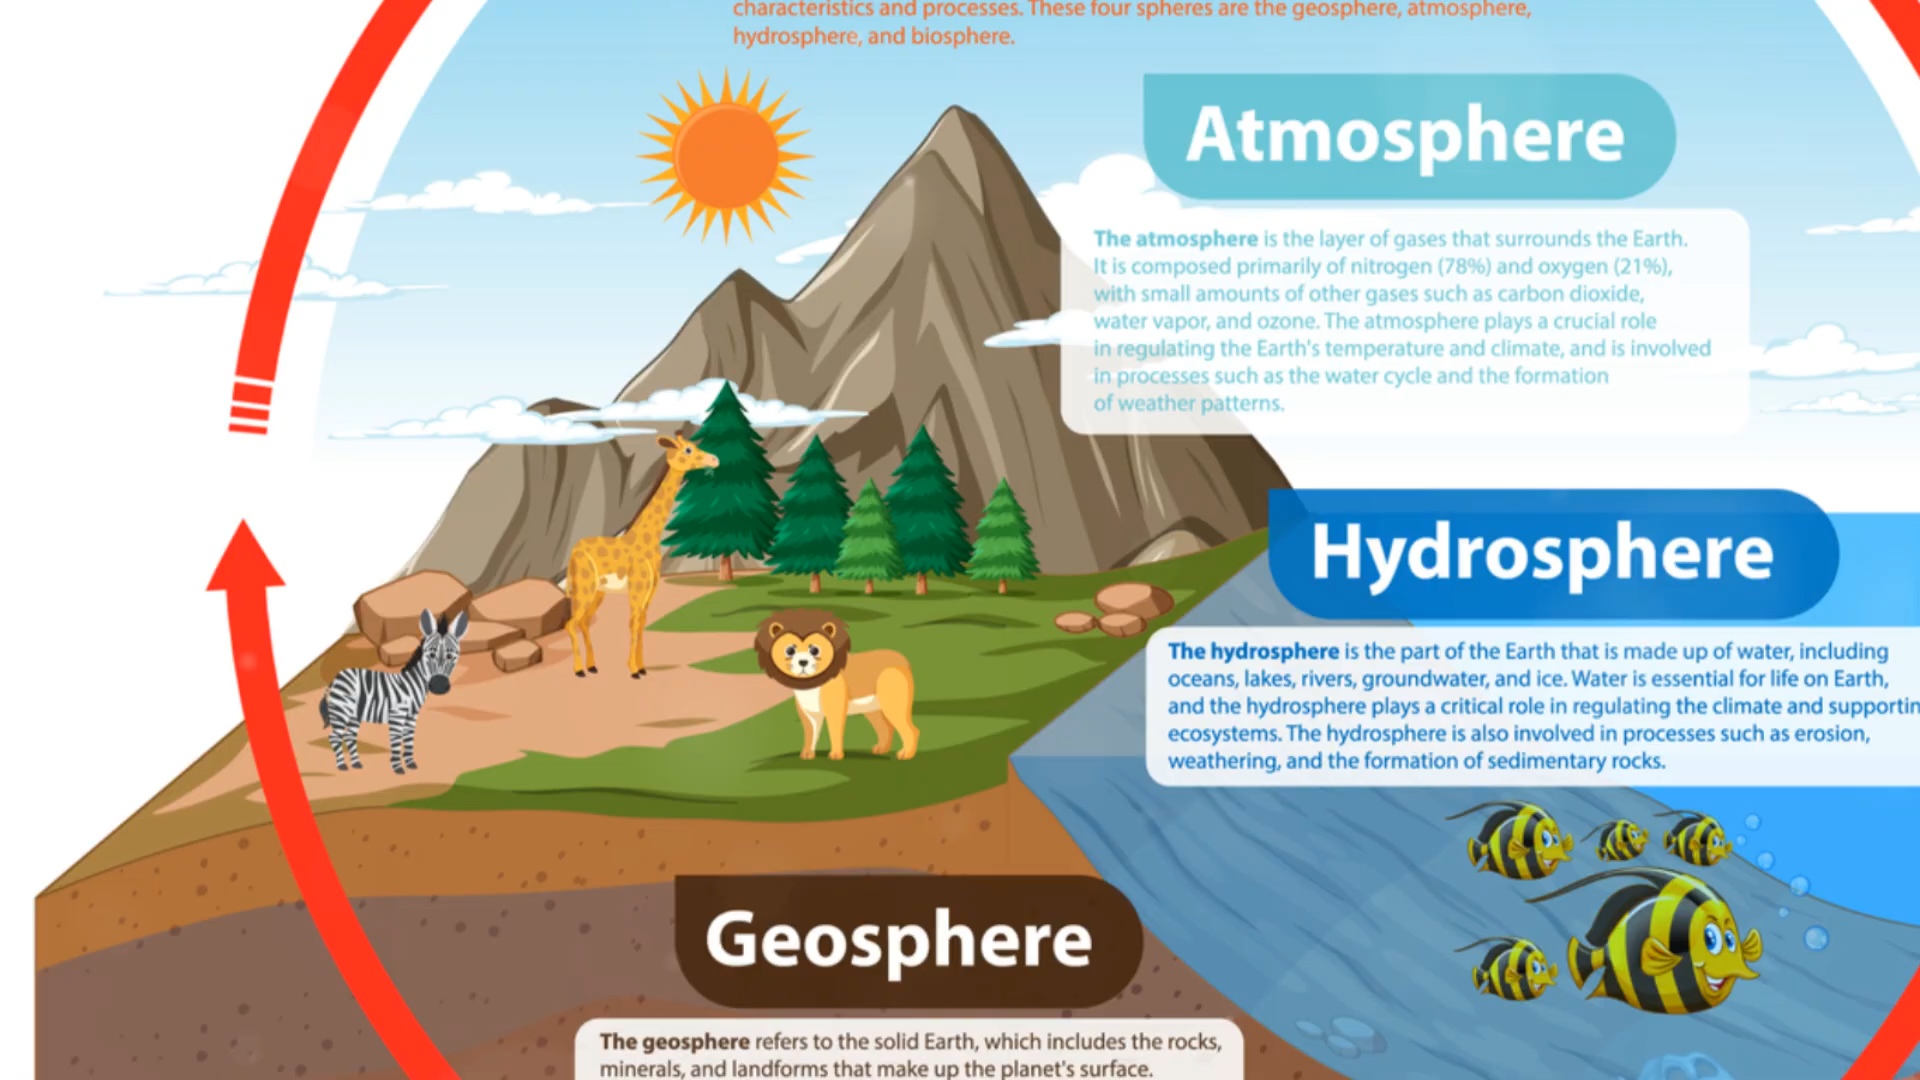 characteristics and processes. These four spheres are the geosphere, atmosphere,
hydrosphere, and biosphere.
Atmosphere
The atmosphere is the layer of gases that surrounds the Earth.
It is composed primarily of nitrogen (78%) and oxygen (21%),
with small amounts of other gases such as carbon dioxide,
water vapor, and ozone. The atmosphere plays a crucial role
in regulating the Earth's temperature and climate, and is involved
in processes such as the water cycle and the formation
of weather patterns.
Hydrosphere
The hydrosphere is the part of the Earth that is made up of water, including
oceans, lakes, rivers, groundwater, and ice. Water is essential for life on Earth,
and the hydrosphere plays a critical role in regulating the climate and supportin
ecosystems. The hydrosphere is also involved in processes such as erosion,
weathering, and the formation of sedimentary rocks.
Geosphere
The geosphere refers to the solid Earth, which includes the rocks,
minerals, and landforms that make up the planet's surface.